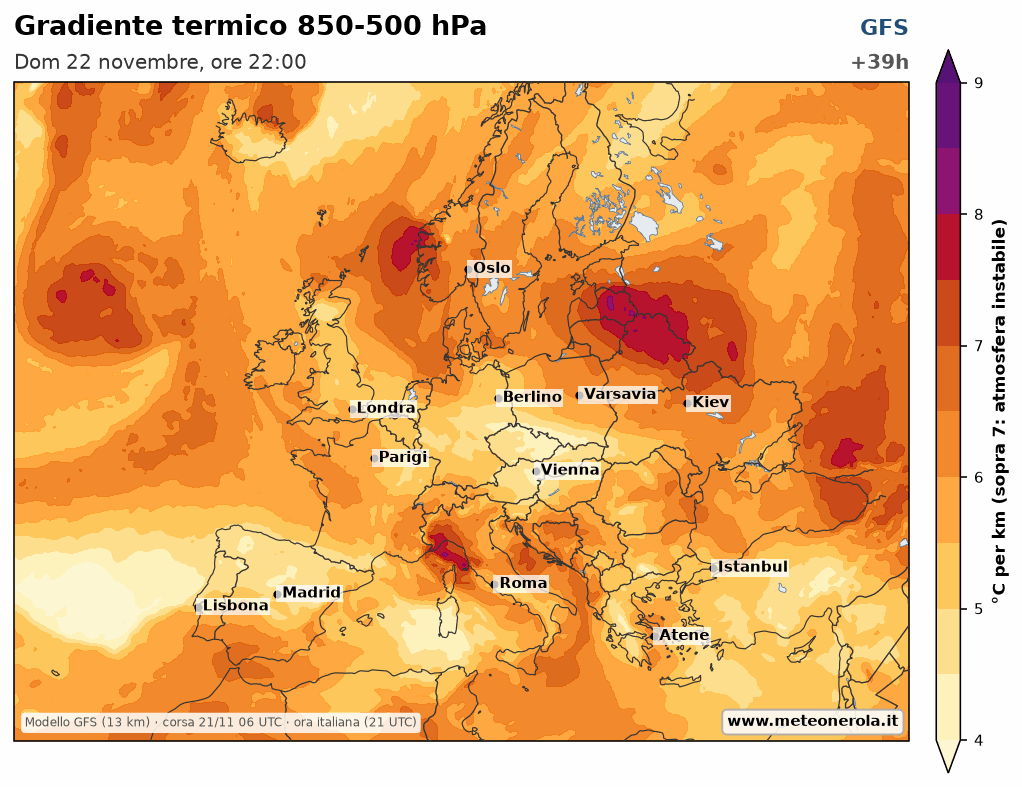 Gradiente termico 850-500 hPa
GFS
Dom 22 novembre, ore 22:00
+39h
Oslo
Berlino
Varsavia
Kiev
Londra
Parigi
Vienna
Istanbul
Roma
Madrid
Lisbona
Atene
Modello GFS (13 km) · corsa 21/11 06 UTC · ora italiana (21 UTC)
www.meteonerola.it
9
8
7
6
5
4
°C per km (sopra 7: atmosfera instabile)